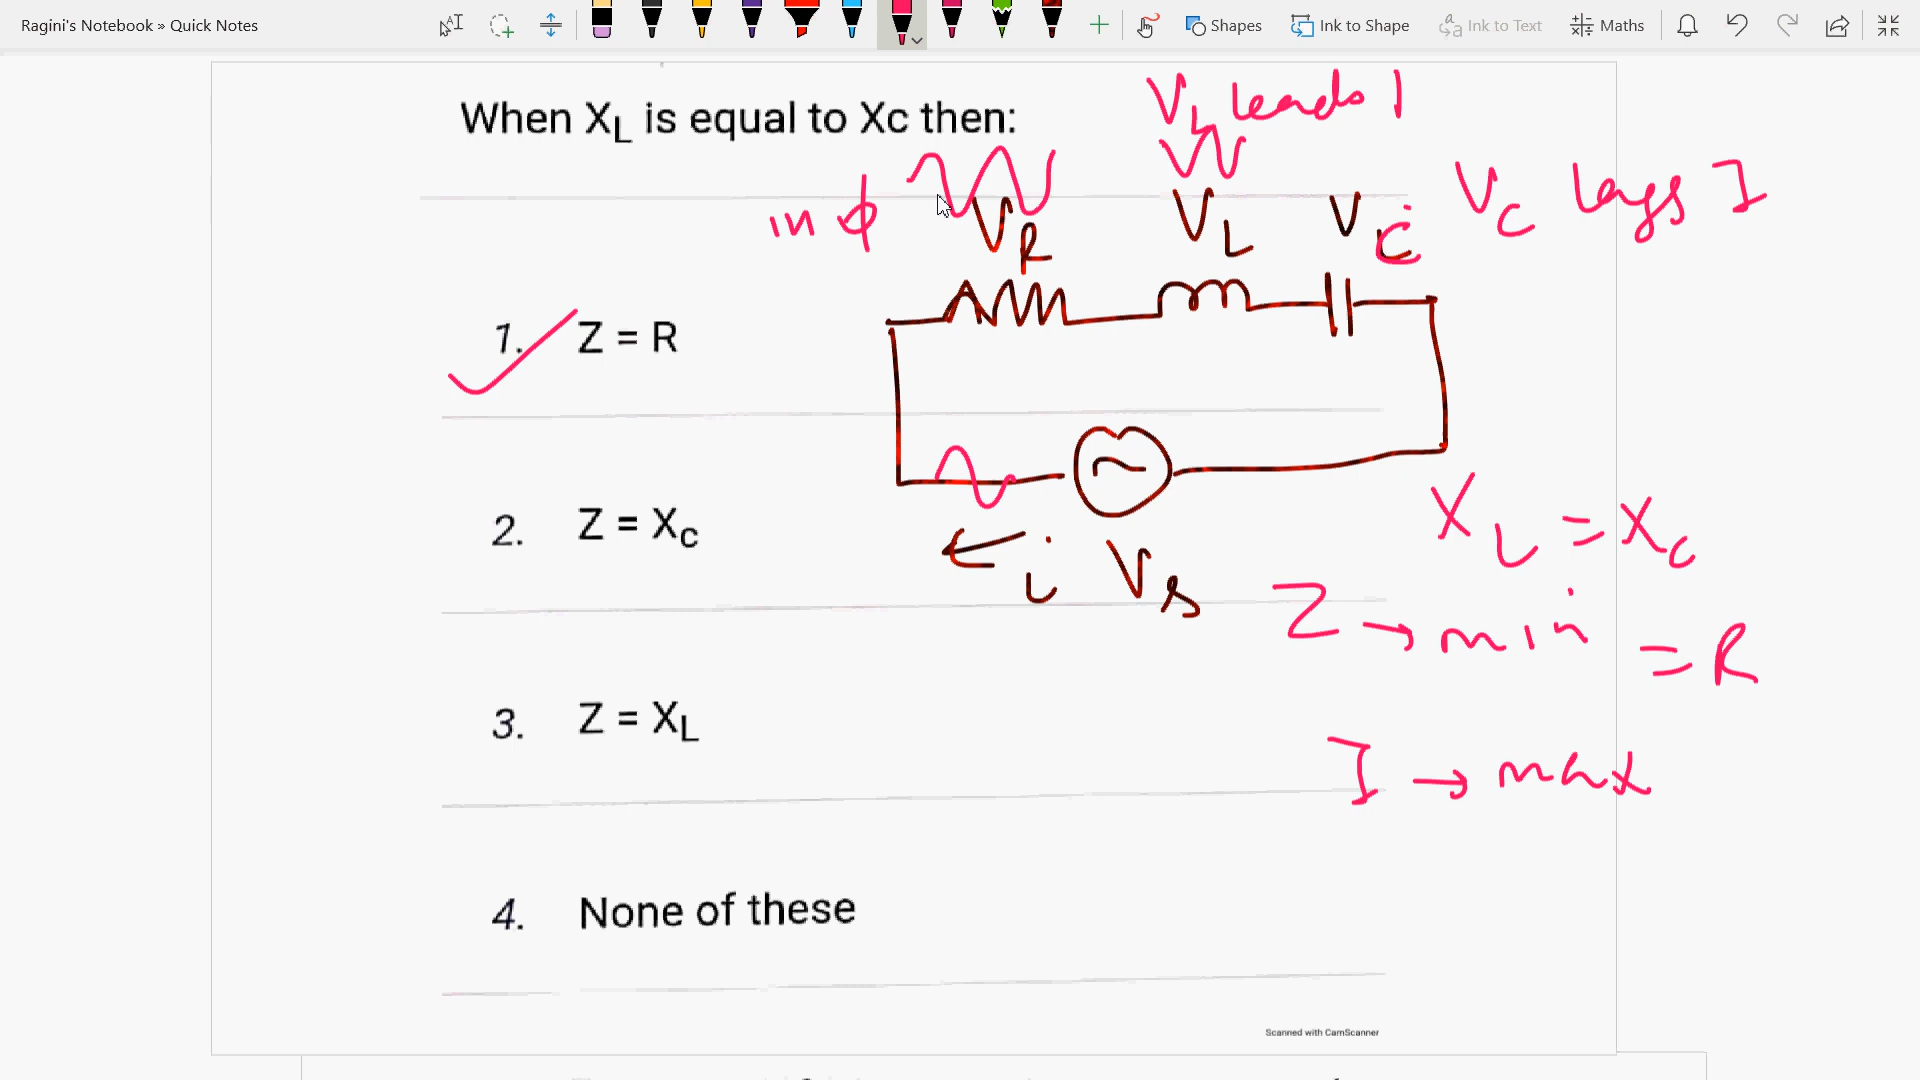 Ragini's Notebook » Quick Notes
Shapes
Ink to Shape
Ink to Text
Maths
When XL is equal to Xc then:
VL leads I
in ϕ
VR
VL
VC
VC lags I
1. Z = R
2. Z = Xc
i
Vs
XL = Xc
Z → min = R
3. Z = XL
I → max
4. None of these
Scanned with CamScanner